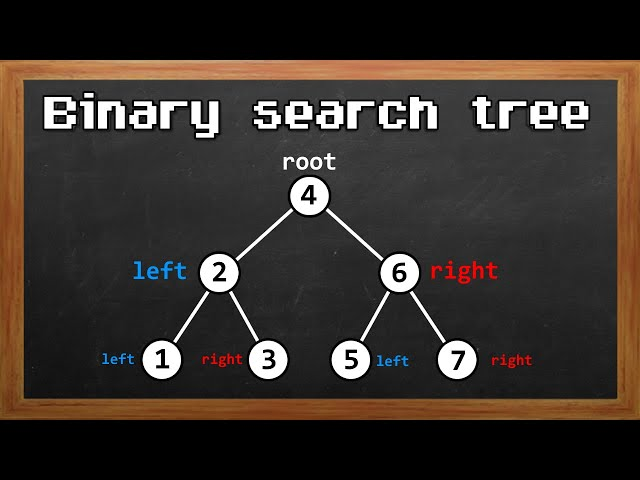 Binary search tree
root
4
left 2 6 right
left 1 right 3 5 left 7 right